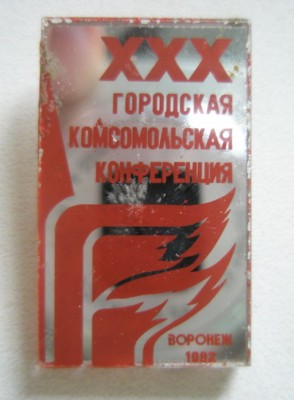 XXX
ГОРОДСКАЯ
КОМСОМОЛЬСКАЯ
КОНФЕРЕНЦИЯ
ВОРОНЕЖ
1982